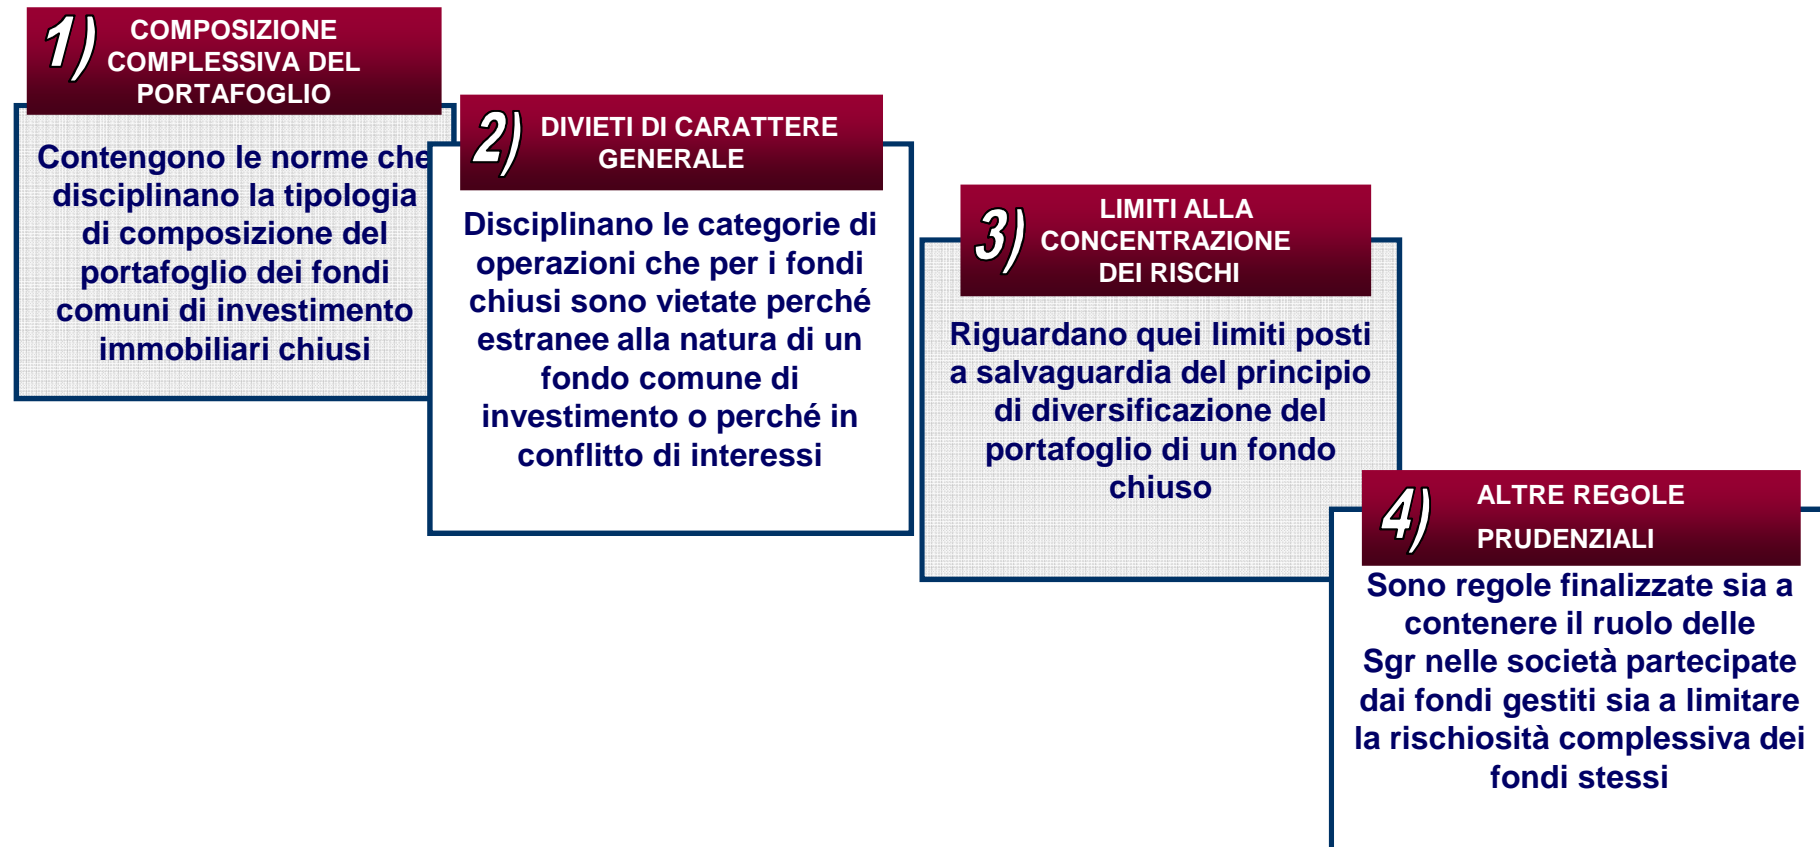 1)
COMPOSIZIONE
COMPLESSIVA DEL
PORTAFOGLIO
Contengono le norme che
disciplinano la tipologia
di composizione del
portafoglio dei fondi
comuni di investimento
immobiliari chiusi
2)
DIVIETI DI CARATTERE
GENERALE
Disciplinano le categorie di
operazioni che per i fondi
chiusi sono vietate perché
estranee alla natura di un
fondo comune di
investimento o perché in
conflitto di interessi
3)
LIMITI ALLA
CONCENTRAZIONE
DEI RISCHI
Riguardano quei limiti posti
a salvaguardia del principio
di diversificazione del
portafoglio di un fondo
chiuso
4)
ALTRE REGOLE
PRUDENZIALI
Sono regole finalizzate sia a
contenere il ruolo delle
Sgr nelle società partecipate
dai fondi gestiti sia a limitare
la rischiosità complessiva dei
fondi stessi